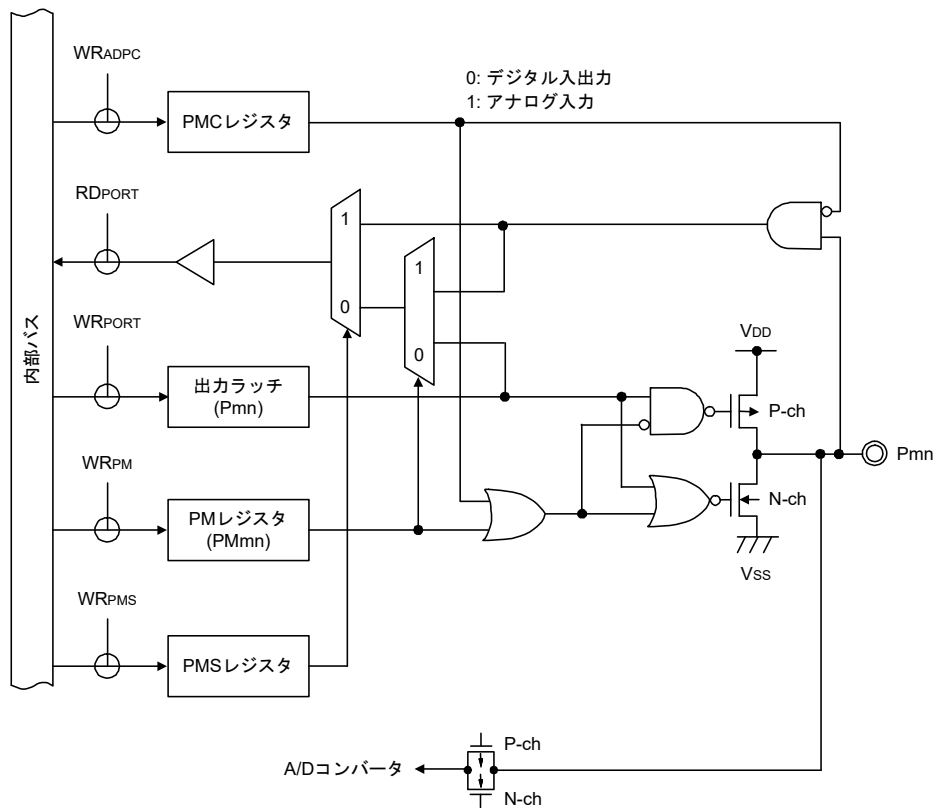 WRADPC
0: デジタル入出力
1: アナログ入力
PMCレジスタ
RDPORT
1
1
0
0
内部バス
WRPORT
VDD
出力ラッチ
(Pmn)
P-ch
Pmn
WRPM
N-ch
PMレジスタ
(PMmn)
VSS
WRPMS
PMSレジスタ
P-ch
A/Dコンバータ
N-ch